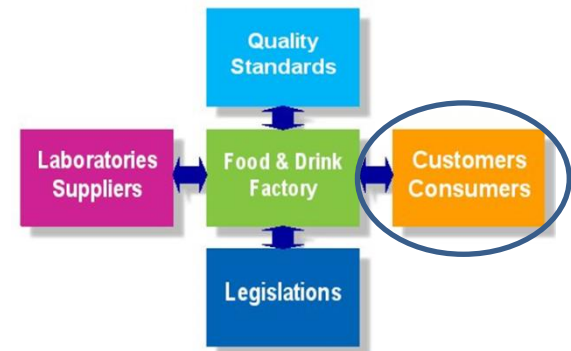 Quality
Standards
Laboratories
Suppliers
Food & Drink
Factory
Customers
Consumers
Legislations